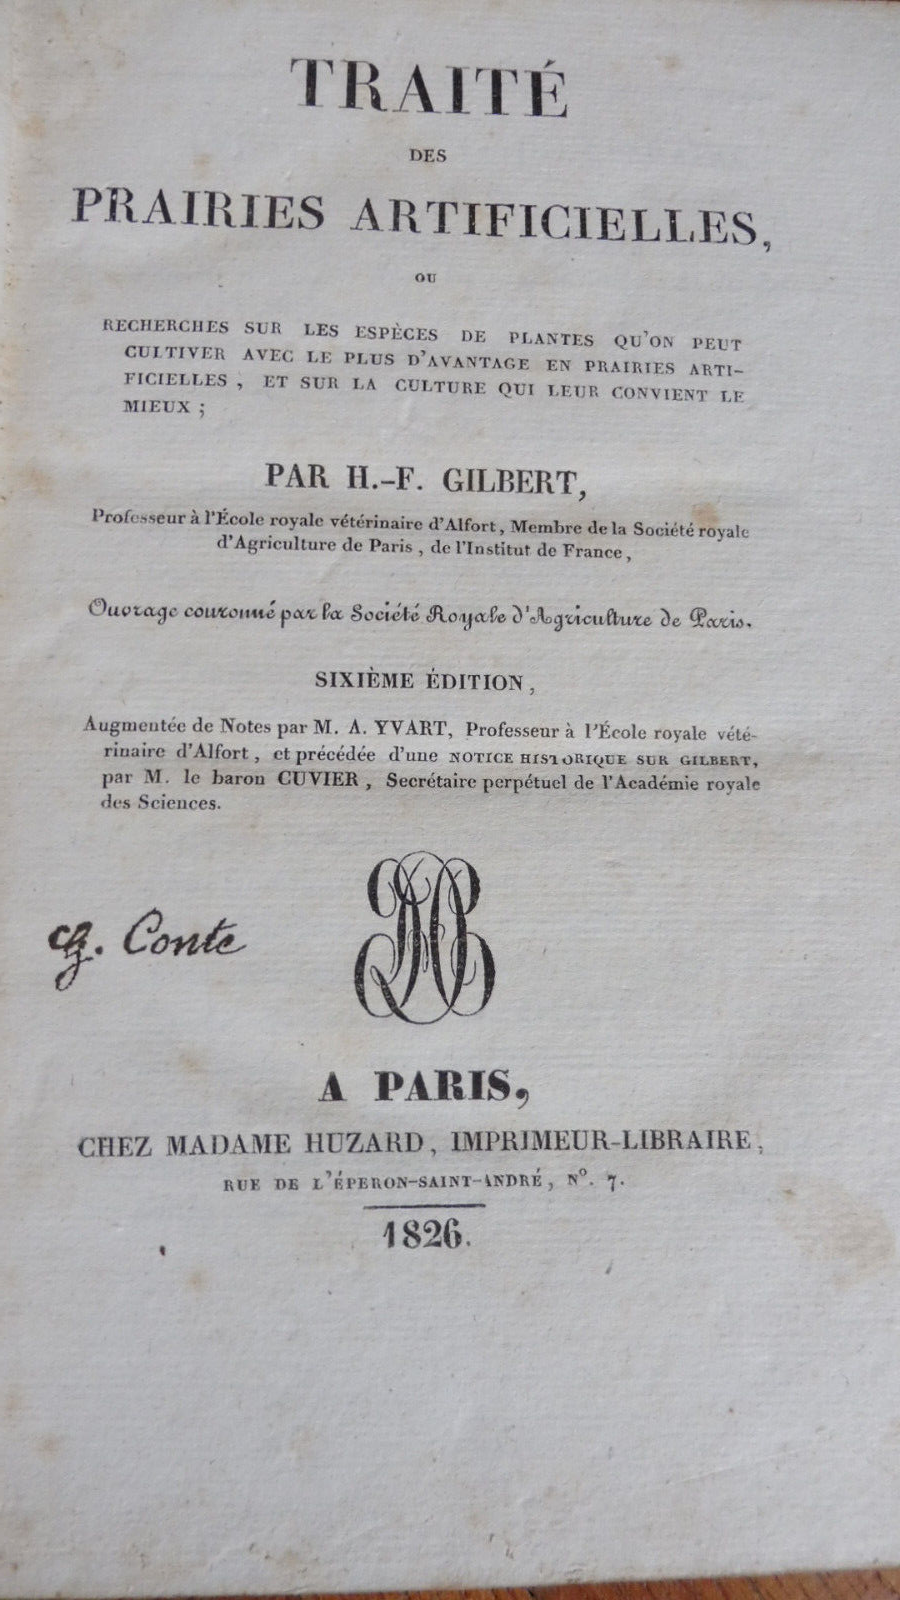 TRAITÉ
DES
PRAIRIES ARTIFICIELLES,
OU
RECHERCHES SUR LES ESPÈCES DE PLANTES QU'ON PEUT
CULTIVER AVEC LE PLUS D'AVANTAGE EN PRAIRIES ARTI-
FICIELLES, ET SUR LA CULTURE QUI LEUR CONVIENT LE
MIEUX ;
PAR H.-F. GILBERT,
Professeur à l'École royale vétérinaire d'Alfort, Membre de la Société royale
d'Agriculture de Paris, de l'Institut de France,
Ouvrage couronné par la Société Royale d'Agriculture de Paris.
SIXIÈME ÉDITION,
Augmentée de Notes par M. A. YVART, Professeur à l'École royale vété-
rinaire d'Alfort, et précédée d'une NOTICE HISTORIQUE SUR GILBERT,
par M. le baron CUVIER, Secrétaire perpétuel de l'Académie royale
des Sciences.
Conte
A PARIS,
CHEZ MADAME HUZARD, IMPRIMEUR-LIBRAIRE,
RUE DE L'ÉPERON-SAINT-ANDRÉ, Nº. 7.
1826.